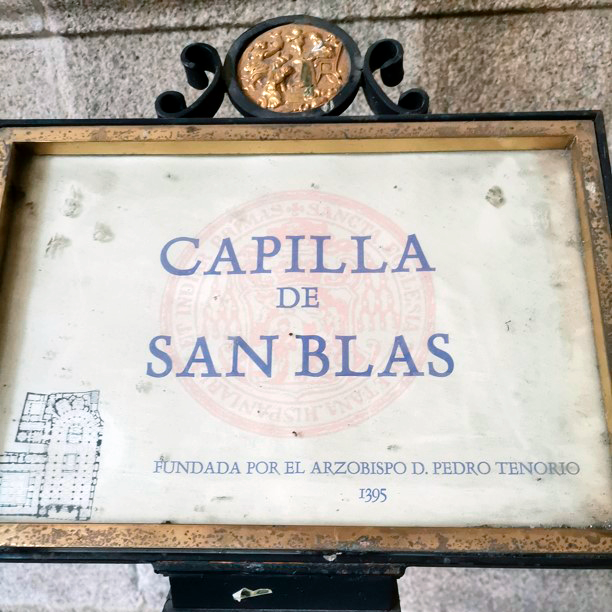 CAPILLA
DE
SAN BLAS
FUNDADA POR EL ARZOBISPO D. PEDRO TENORIO
1395